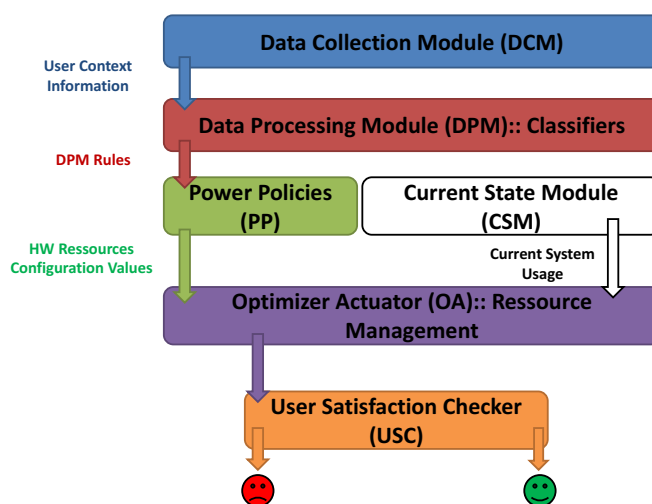 Data Collection Module (DCM)
User Context
Information
Data Processing Module (DPM):: Classifiers
DPM Rules
Power Policies
(PP)
Current State Module
(CSM)
HW Ressources
Configuration Values
Current System
Usage
Optimizer Actuator (OA):: Ressource
Management
User Satisfaction Checker
(USC)